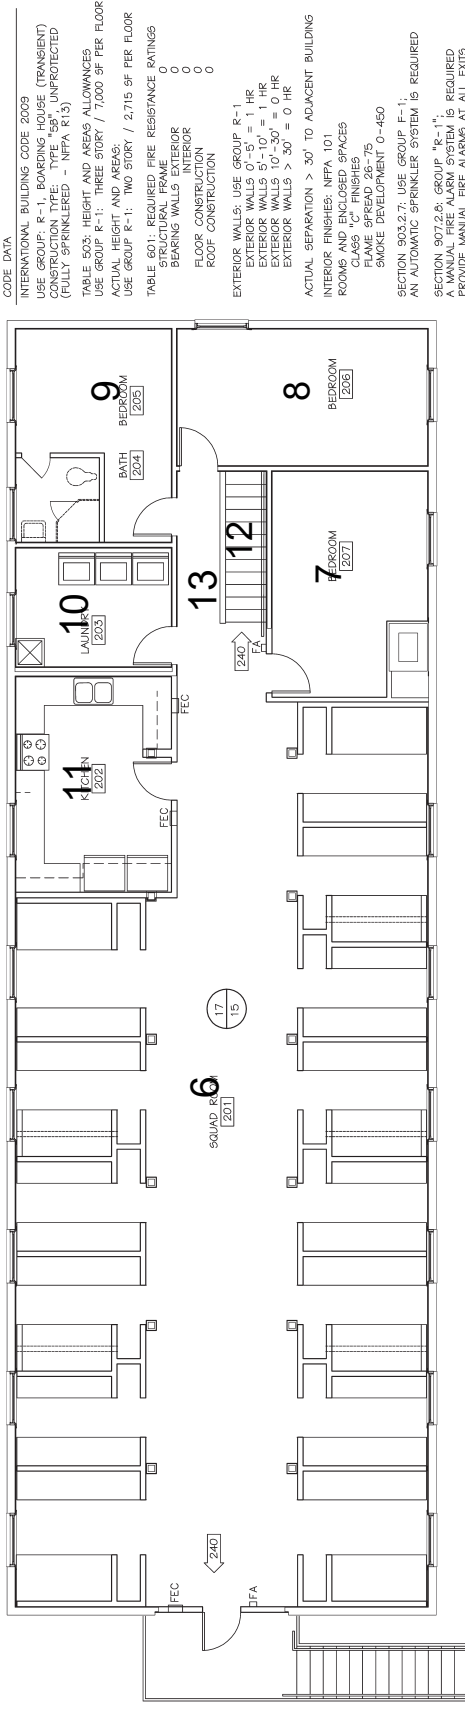 CODE DATA
INTERNATIONAL BUILDING CODE 2009
USE GROUP: R-1, BOARDING HOUSE (TRANSIENT)
CONSTRUCTION TYPE: TYPE "5B", UNPROTECTED
(FULLY SPRINKLERED - NFPA R13)
TABLE 503: HEIGHT AND AREAS ALLOWANCES
USE GROUP R-1: THREE STORY / 7,000 SF PER FLOOR
ACTUAL HEIGHT AND AREAS:
USE GROUP R-1: TWO STORY / 2,715 SF PER FLOOR
TABLE 601: REQUIRED FIRE RESISTANCE RATINGS
STRUCTURAL FRAME 0
BEARING WALLS EXTERIOR 0
INTERIOR 0
FLOOR CONSTRUCTION 0
ROOF CONSTRUCTION 0
EXTERIOR WALLS: USE GROUP R-1
EXTERIOR WALLS 0'-5' = 1 HR
EXTERIOR WALLS 5'-10' = 1 HR
EXTERIOR WALLS 10'-30' = 0 HR
EXTERIOR WALLS > 30' = 0 HR
ACTUAL SEPARATION > 30' TO ADJACENT BUILDING
INTERIOR FINISHES: NFPA 101
ROOMS AND ENCLOSED SPACES
CLASS "C" FINISHES
FLAME SPREAD 26-75
SMOKE DEVELOPMENT 0-450
SECTION 903.2.7: USE GROUP F-1:
AN AUTOMATIC SPRINKLER SYSTEM IS REQUIRED
SECTION 907.2.8: GROUP "R-1":
A MANUAL FIRE ALARM SYSTEM IS REQUIRED
PROVIDE MANUAL FIRE ALARMS AT ALL EXITS
9
BEDROOM
205
BATH
204
8
BEDROOM
206
10
LAUNDRY
203
13
12
7
BEDROOM
207
240
FA
FEC
11
KITCHEN
202
FEC
17
15
6
SQUAD ROOM
201
240
FEC
FA